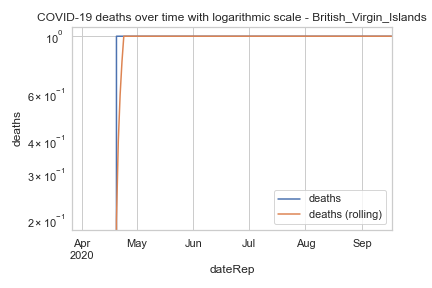 COVID-19 deaths over time with logarithmic scale - British_Virgin_Islands
10⁰
6 × 10⁻¹
4 × 10⁻¹
3 × 10⁻¹
2 × 10⁻¹
deaths
deaths
deaths (rolling)
Apr May Jun Jul Aug Sep
2020
dateRep